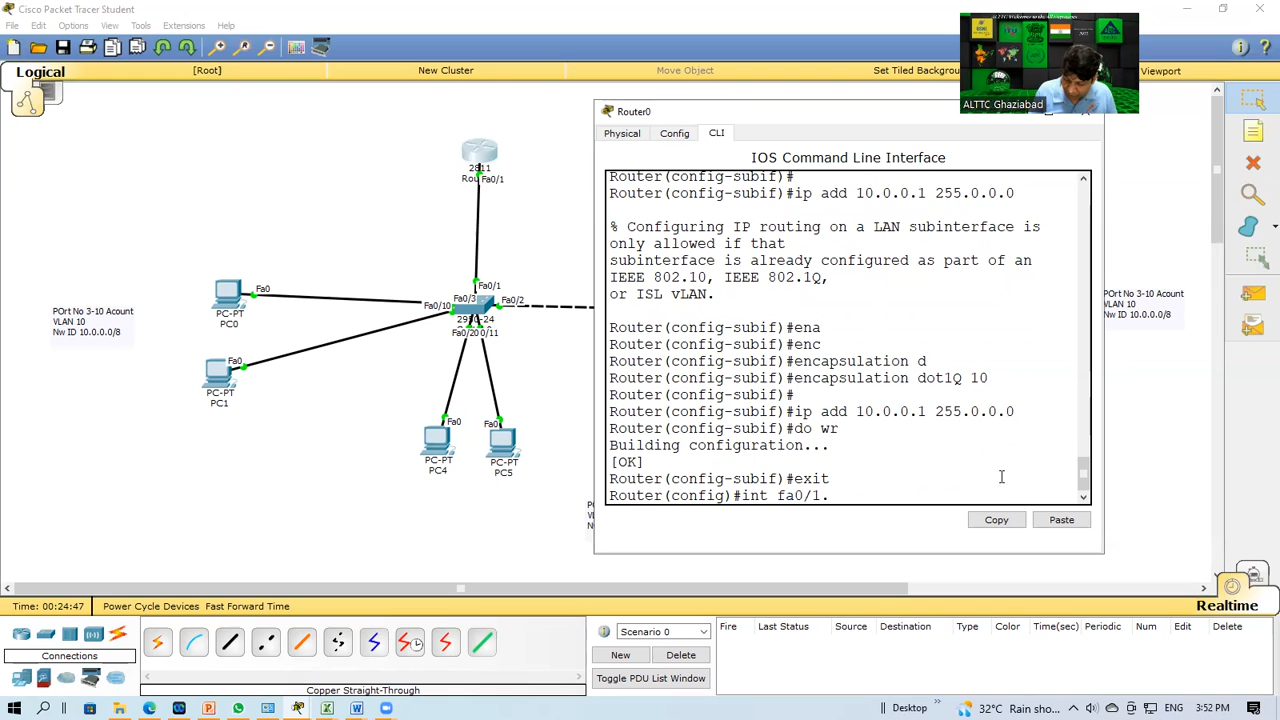 Cisco Packet Tracer Student
File Edit Options View Tools Extensions Help
Logical
[Root]
New Cluster
Move Object
Set Tiled Backgrou
Viewport
ALTTC Ghaziabad
Router0
Physical Config CLI
IOS Command Line Interface
Router(config-subif)#
Router(config-subif)#ip add 10.0.0.1 255.0.0.0
% Configuring IP routing on a LAN subinterface is
only allowed if that
subinterface is already configured as part of an
IEEE 802.10, IEEE 802.1Q,
or ISL vLAN.
Router(config-subif)#ena
Router(config-subif)#enc
Router(config-subif)#encapsulation d
Router(config-subif)#encapsulation dot1Q 10
Router(config-subif)#
Router(config-subif)#ip add 10.0.0.1 255.0.0.0
Router(config-subif)#do wr
Building configuration...
[OK]
Router(config-subif)#exit
Router(config)#int fa0/1.
Copy Paste
2811
Fa0/1
Fa0/1
Fa0/3
Fa0/2
Fa0/10
Fa0
PC-PT
PC0
POrt No 3-10 Acount
VLAN 10
Nw ID 10.0.0.0/8
Fa0
PC-PT
PC1
Fa0
PC-PT
PC4
Fa0
PC-PT
PC5
POrt No 3-10 Acount
VLAN 10
Nw ID 10.0.0.0/8
Time: 00:24:47 Power Cycle Devices Fast Forward Time
Realtime
Connections
Copper Straight-Through
Scenario 0
New Delete
Toggle PDU List Window
Fire Last Status Source Destination Type Color Time(sec) Periodic Num Edit Delete
Desktop
32°C Rain sho...
ENG
3:52 PM